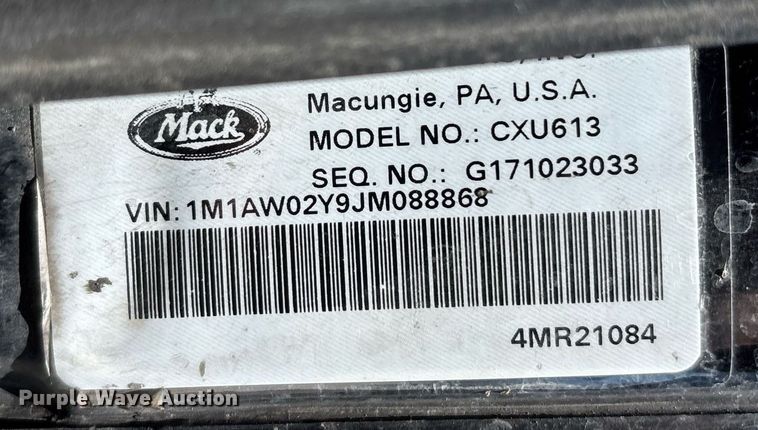 Mack
Macungie, PA, U.S.A.
MODEL NO.: CXU613
SEQ. NO.: G171023033
VIN: 1M1AW02Y9JM088868
4MR21084
Purple Wave Auction